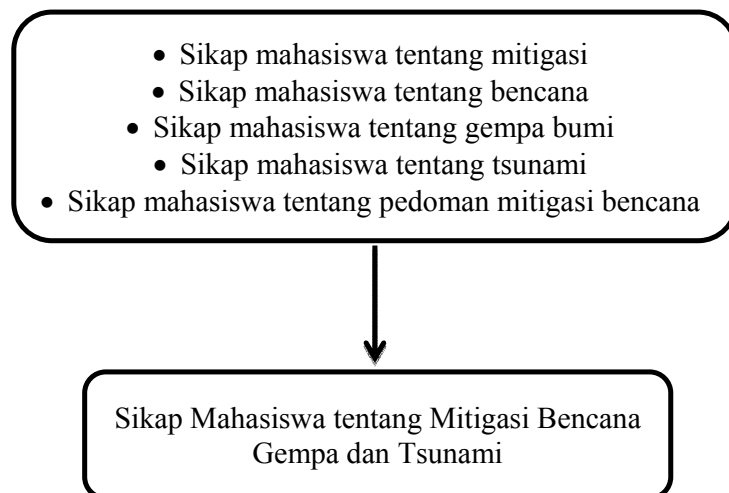 • Sikap mahasiswa tentang mitigasi
• Sikap mahasiswa tentang bencana
• Sikap mahasiswa tentang gempa bumi
• Sikap mahasiswa tentang tsunami
• Sikap mahasiswa tentang pedoman mitigasi bencana
Sikap Mahasiswa tentang Mitigasi Bencana
Gempa dan Tsunami